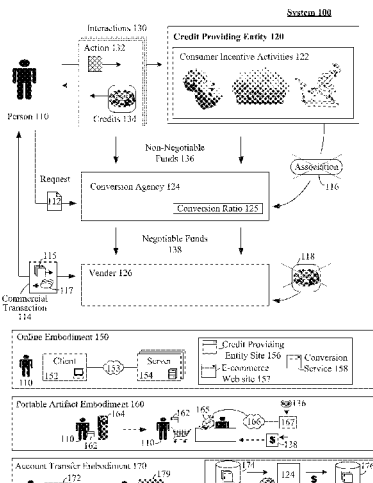 System 100
Interactions 130
Credit Providing Entity 120
Action 132
Consumer Incentive Activities 122
Credits 134
Person 110
Non-Negotiable
Funds 136
Association
116
Request
112
Conversion Agency 124
Conversion Ratio 125
Negotiable Funds
138
115
117
Vender 126
118
Commercial
Transaction
114
Online Embodiment 150
Client
152
153
Server
154
110
Credit Providing
Entity Site 156
E-commerce
Web site 157
Conversion
Service 158
Portable Artifact Embodiment 160
164
162
165
136
110
162
110
166
167
$
138
Account Transfer Embodiment 170
172
179
174
124
$
176